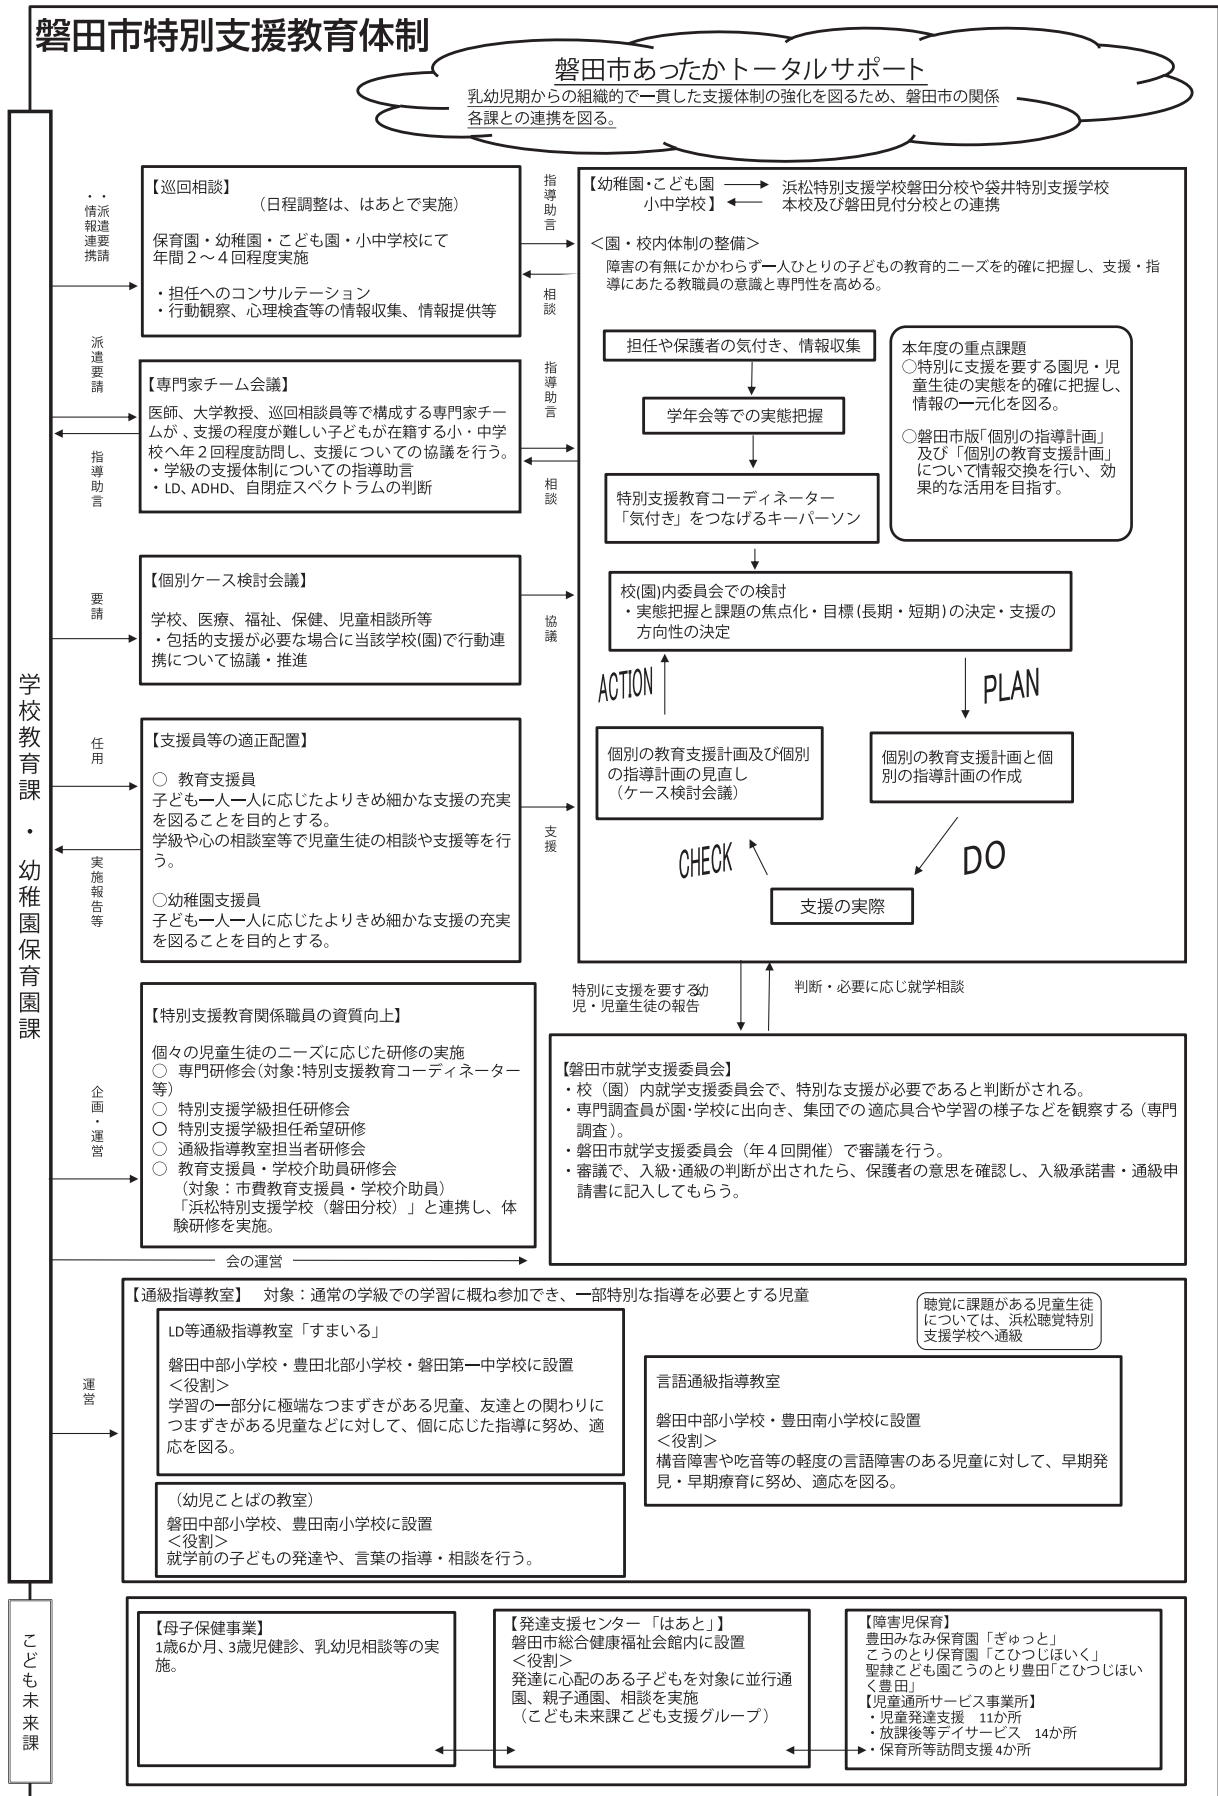 磐田市特別支援教育体制
磐田市あったかトータルサポート
乳幼児期からの組織的で一貫した支援体制の強化を図るため、磐田市の関係
各課との連携を図る。
学校教育課・幼稚園保育園課
・派遣要請
・情報連携
【巡回相談】
（日程調整は、はあとで実施）
保育園・幼稚園・こども園・小中学校にて
年間２～４回程度実施
・担任へのコンサルテーション
・行動観察、心理検査等の情報収集、情報提供等
指導助言
相談
派遣要請
指導助言
【専門家チーム会議】
医師、大学教授、巡回相談員等で構成する専門家チー
ムが、支援の程度が難しい子どもが在籍する小・中学
校へ年２回程度訪問し、支援についての協議を行う。
・学級の支援体制についての指導助言
・LD、ADHD、自閉症スペクトラムの判断
指導助言
相談
要請
【個別ケース検討会議】
学校、医療、福祉、保健、児童相談所等
・包括的支援が必要な場合に当該学校(園)で行動連
携について協議・推進
協議
任用
実施報告等
【支援員等の適正配置】
○ 教育支援員
子ども一人一人に応じたよりきめ細かな支援の充実
を図ることを目的とする。
学級や心の相談室等で児童生徒の相談や支援等を行
う。
○幼稚園支援員
子ども一人一人に応じたよりきめ細かな支援の充実
を図ることを目的とする。
支援
企画・運営
【特別支援教育関係職員の資質向上】
個々の児童生徒のニーズに応じた研修の実施
○ 専門研修会(対象：特別支援教育コーディネーター
等)
○ 特別支援学級担任研修会
○ 特別支援学級担任希望研修
○ 通級指導教室担当者研修会
○ 教育支援員・学校介助員研修会
（対象：市費教育支援員・学校介助員）
「浜松特別支援学校（磐田分校）」と連携し、体
験研修を実施。
会の運営
【幼稚園・こども園
小中学校】
浜松特別支援学校磐田分校や袋井特別支援学校
本校及び磐田見付分校との連携
＜園・校内体制の整備＞
障害の有無にかかわらず一人ひとりの子どもの教育的ニーズを的確に把握し、支援・指
導にあたる教職員の意識と専門性を高める。
担任や保護者の気付き、情報収集
学年会等での実態把握
特別支援教育コーディネーター
「気付き」をつなげるキーパーソン
本年度の重点課題
○特別に支援を要する園児・児
童生徒の実態を的確に把握し、
情報の一元化を図る。
○磐田市版「個別の指導計画」
及び「個別の教育支援計画」
について情報交換を行い、効
果的な活用を目指す。
校(園)内委員会での検討
・実態把握と課題の焦点化・目標(長期・短期)の決定・支援の
方向性の決定
ACTION
PLAN
個別の教育支援計画及び個別
の指導計画の見直し
（ケース検討会議）
個別の教育支援計画と個
別の指導計画の作成
CHECK
DO
支援の実際
特別に支援を要する幼
児・児童生徒の報告
判断・必要に応じ就学相談
【磐田市就学支援委員会】
・校（園）内就学支援委員会で、特別な支援が必要であると判断がされる。
・専門調査員が園・学校に出向き、集団での適応具合や学習の様子などを観察する（専門
調査）。
・磐田市就学支援委員会（年４回開催）で審議を行う。
・審議で、入級・通級の判断が出されたら、保護者の意思を確認し、入級承諾書・通級申
請書に記入してもらう。
運営
【通級指導教室】　対象：通常の学級での学習に概ね参加でき、一部特別な指導を必要とする児童
聴覚に課題がある児童生徒
については、浜松聴覚特別
支援学校へ通級
LD等通級指導教室「すまいる」
磐田中部小学校・豊田北部小学校・磐田第一中学校に設置
＜役割＞
学習の一部分に極端なつまずきがある児童、友達との関わりに
つまずきがある児童などに対して、個に応じた指導に努め、適
応を図る。
言語通級指導教室
磐田中部小学校・豊田南小学校に設置
＜役割＞
構音障害や吃音等の軽度の言語障害のある児童に対して、早期発
見・早期療育に努め、適応を図る。
（幼児ことばの教室）
磐田中部小学校、豊田南小学校に設置
＜役割＞
就学前の子どもの発達や、言葉の指導・相談を行う。
こども未来課
【母子保健事業】
1歳6か月、3歳児健診、乳幼児相談等の実
施。
【発達支援センター「はあと」】
磐田市総合健康福祉会館内に設置
＜役割＞
発達に心配のある子どもを対象に並行通
園、親子通園、相談を実施
（こども未来課こども支援グループ）
【障害児保育】
豊田みなみ保育園「ぎゅっと」
こうのとり保育園「こひつじほいく」
聖隷こども園こうのとり豊田「こひつじほい
く豊田」
【児童通所サービス事業所】
・児童発達支援　11か所
・放課後等デイサービス　14か所
・保育所等訪問支援 4か所